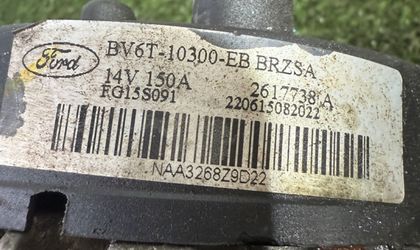 Ford
BV6T-10300-EB BRZSA
14V 150A 2617738 A
FG15S091 220615082022
NAA3268Z9D22